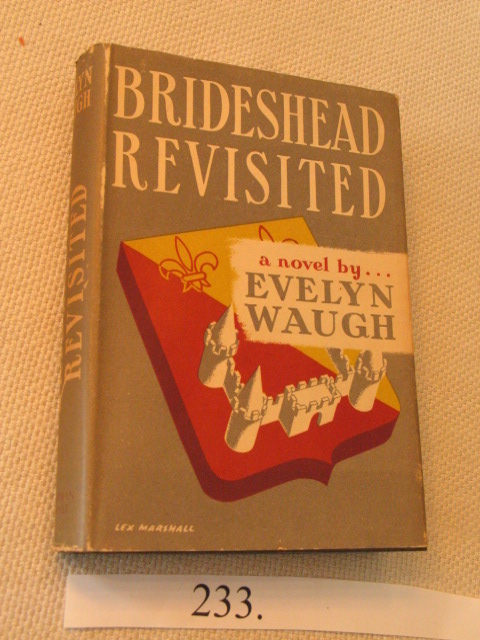 BRIDESHEAD
REVISITED
a novel by...
EVELYN
WAUGH
LEX MARSHALL
REVISITED
233.